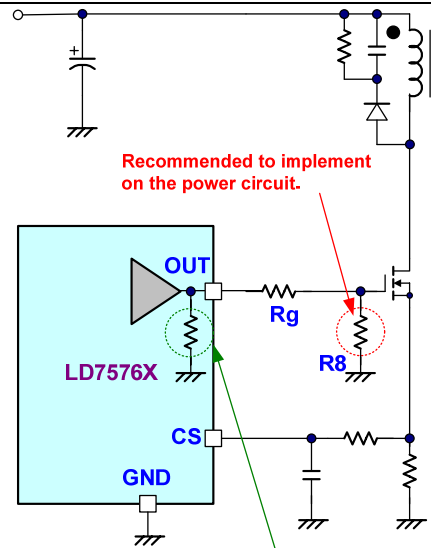 +
Recommended to implement
on the power circuit.
OUT
Rg
R8
LD7576X
CS
GND